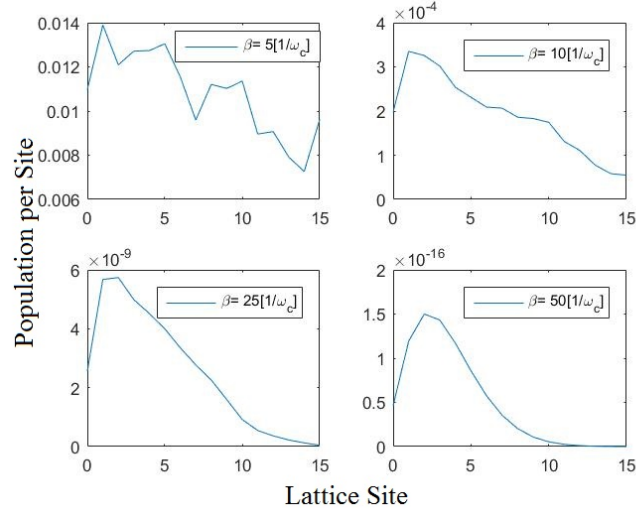 Population per Site
0.014
0.012
0.01
0.008
0.006
0 5 10 15
β= 5[1/ω_c]
×10^-4
4
3
2
1
0
0 5 10 15
β= 10[1/ω_c]
×10^-9
6
4
2
0
0 5 10 15
β= 25[1/ω_c]
×10^-16
2
1.5
1
0.5
0
0 5 10 15
β= 50[1/ω_c]
Lattice Site